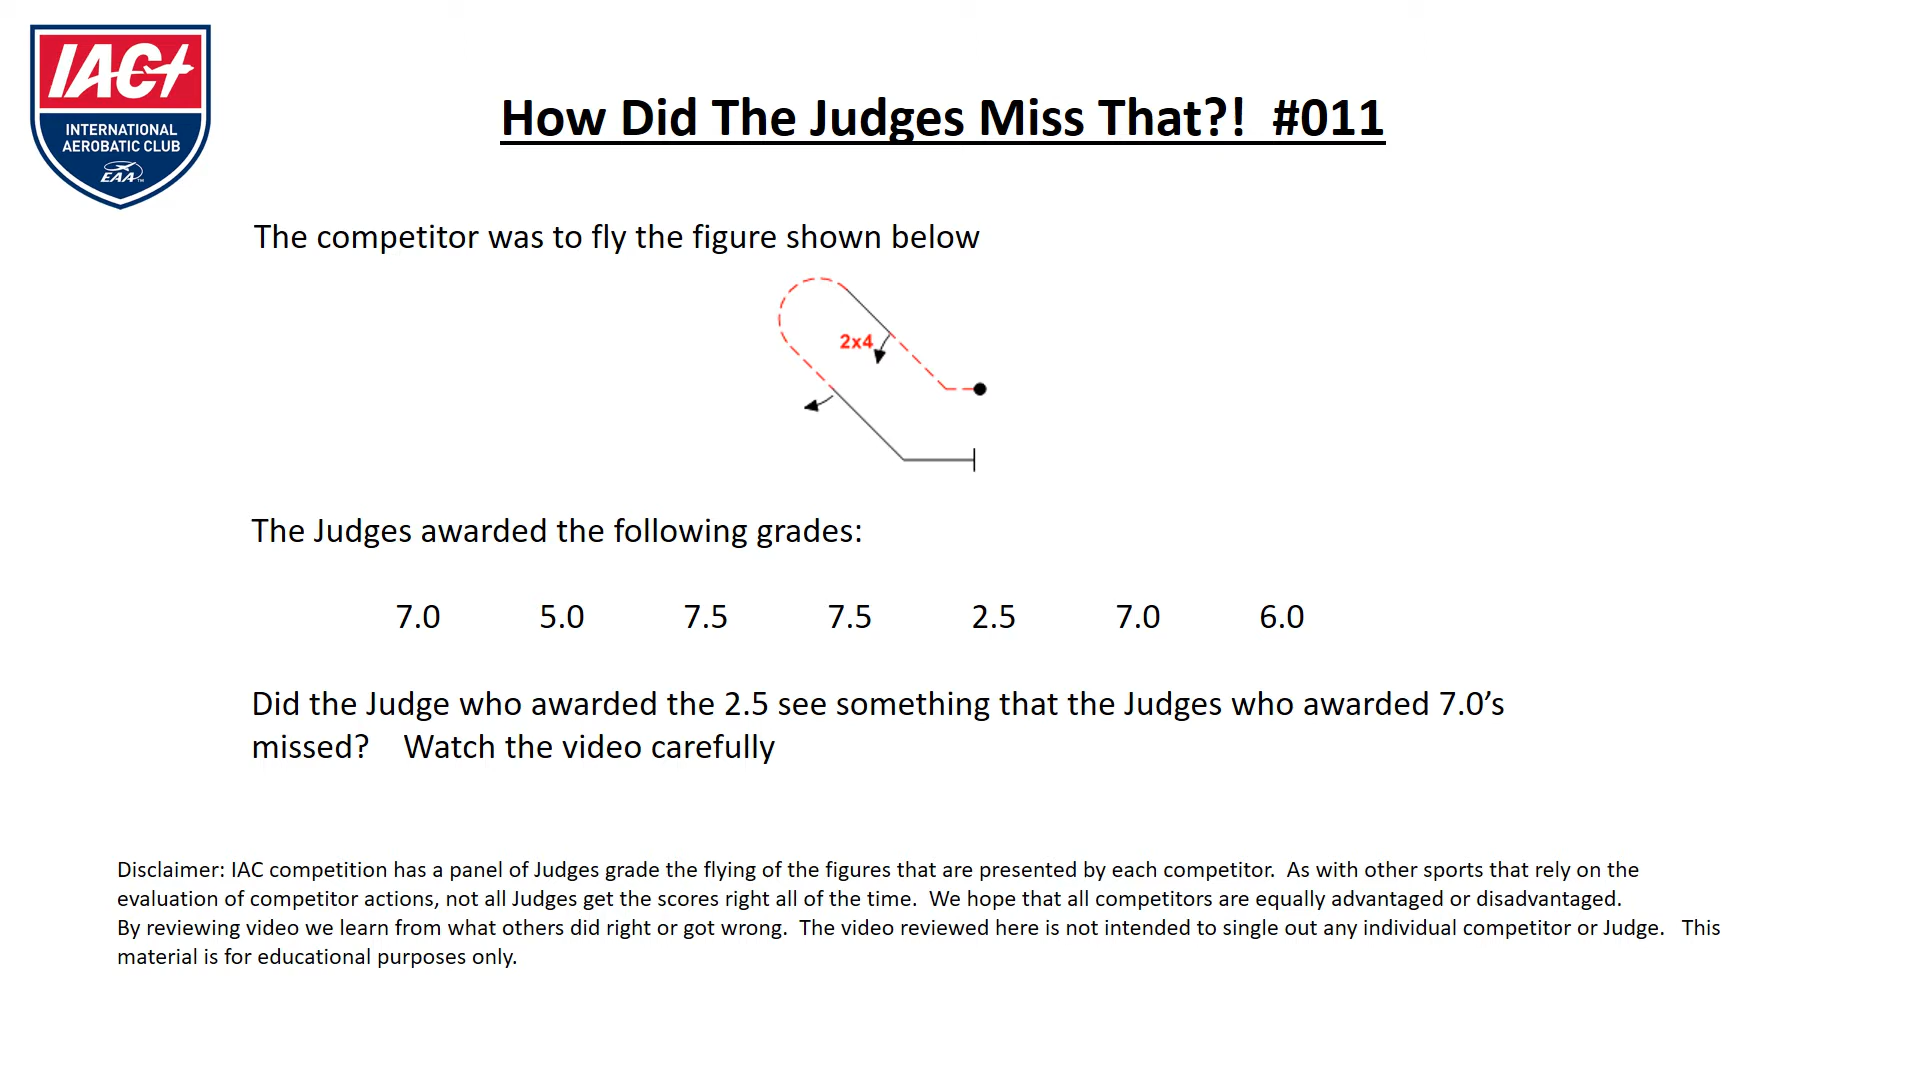 IAC
INTERNATIONAL
AEROBATIC CLUB
EAA
How Did The Judges Miss That?! #011
The competitor was to fly the figure shown below
2x4
The Judges awarded the following grades:
7.0 5.0 7.5 7.5 2.5 7.0 6.0
Did the Judge who awarded the 2.5 see something that the Judges who awarded 7.0’s
missed? Watch the video carefully
Disclaimer: IAC competition has a panel of Judges grade the flying of the figures that are presented by each competitor. As with other sports that rely on the
evaluation of competitor actions, not all Judges get the scores right all of the time. We hope that all competitors are equally advantaged or disadvantaged.
By reviewing video we learn from what others did right or got wrong. The video reviewed here is not intended to single out any individual competitor or Judge. This
material is for educational purposes only.